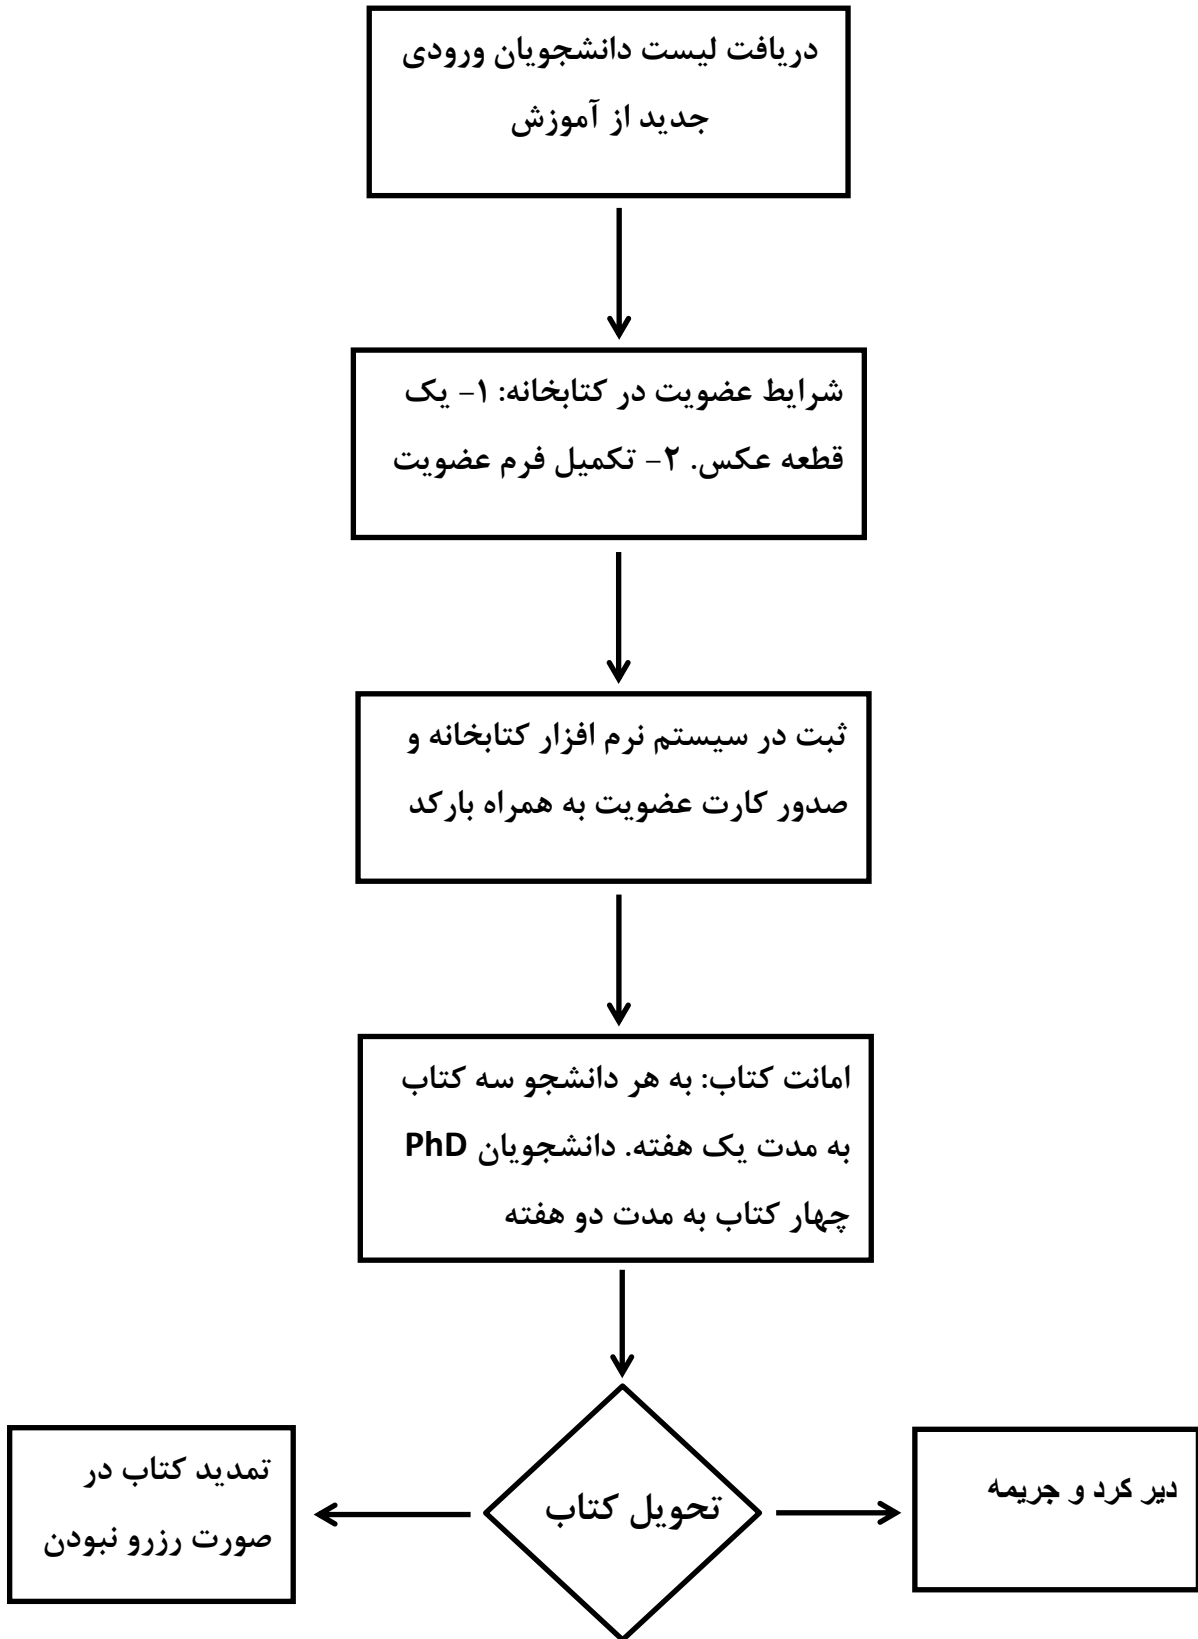 دریافت لیست دانشجویان ورودی
جدید از آموزش
شرایط عضویت در کتابخانه: ۱- یک
قطعه عکس. ۲- تکمیل فرم عضویت
ثبت در سیستم نرم افزار کتابخانه و
صدور کارت عضویت به همراه بارکد
امانت کتاب: به هر دانشجو سه کتاب
به مدت یک هفته. دانشجویان PhD
چهار کتاب به مدت دو هفته
تحویل کتاب
دیر کرد و جریمه
تمدید کتاب در
صورت رزرو نبودن